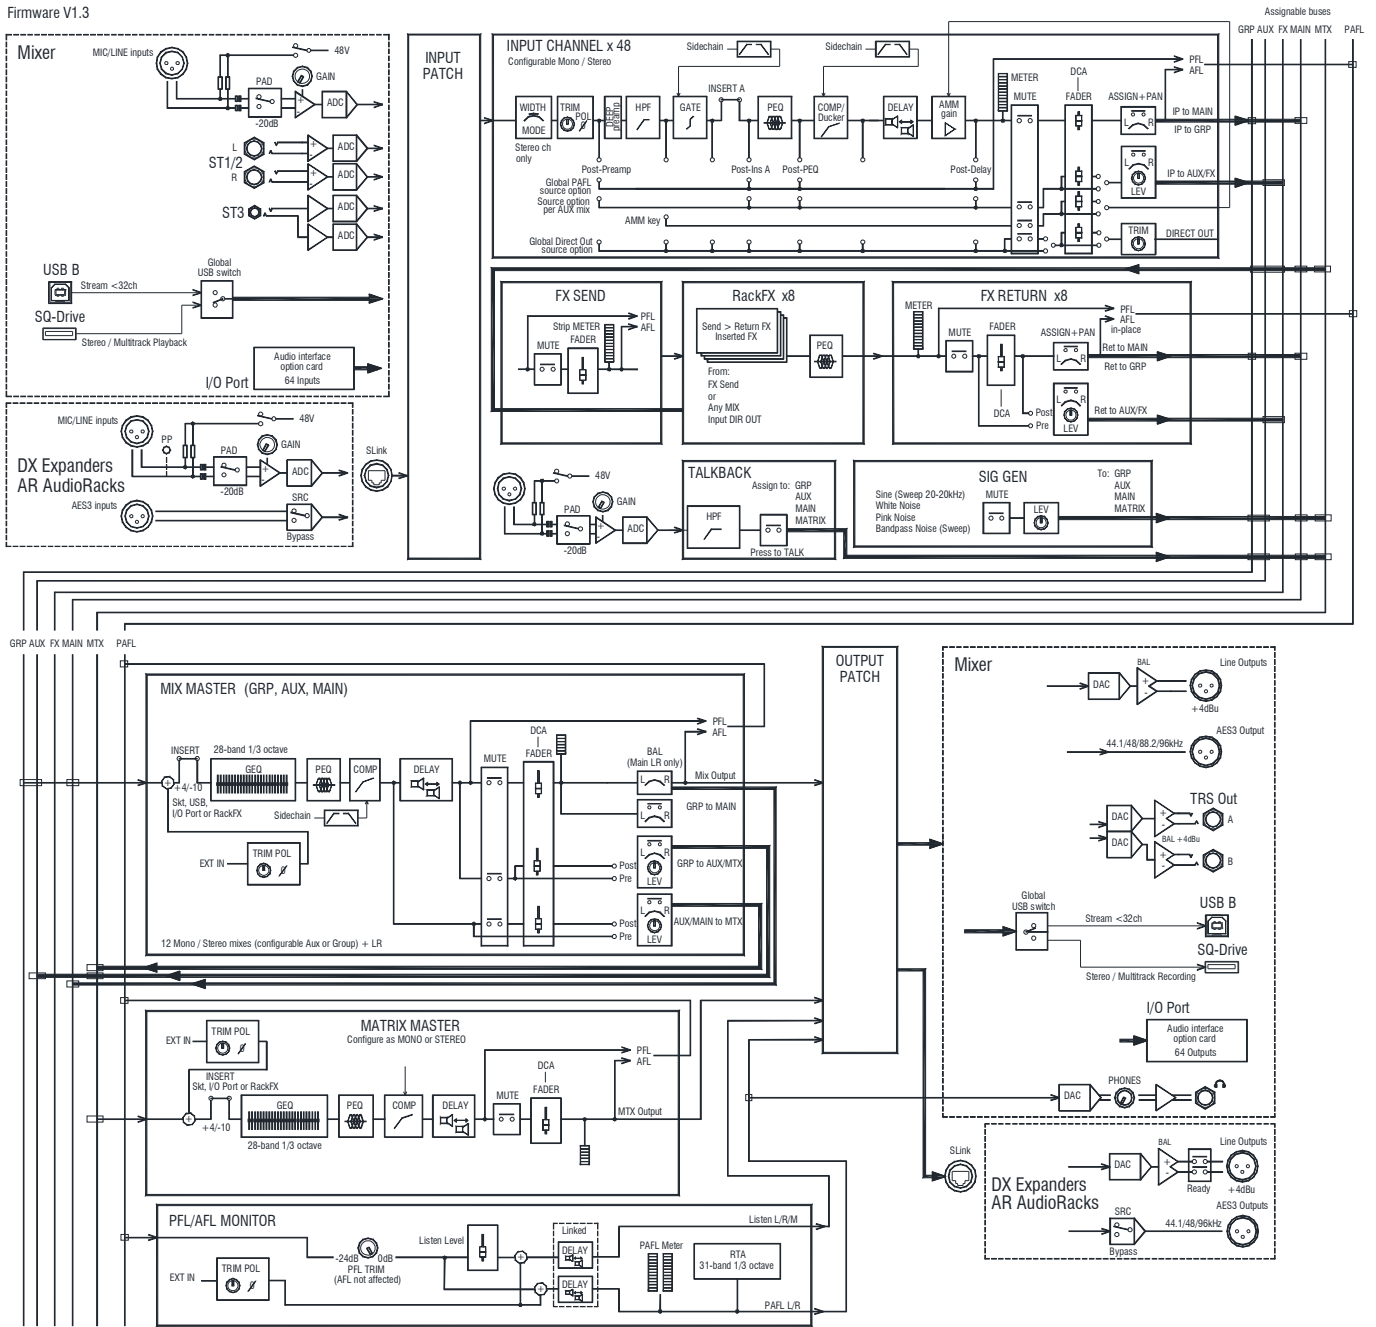 Firmware V1.3
Assignable buses
GRP AUX FX MAIN MTX PAFL
Mixer
MIC/LINE inputs
48V
GAIN
PAD
-20dB
ADC
L
ST1/2
R
ADC
ADC
ST3
ADC
ADC
USB B
Stream <32ch
Global
USB switch
SQ-Drive
Stereo / Multitrack Playback
I/O Port
Audio interface
option card
64 Inputs
MIC/LINE inputs
48V
PP
GAIN
PAD
-20dB
ADC
DX Expanders
AR AudioRacks
AES3 inputs
SRC
Bypass
SLink
INPUT
PATCH
INPUT CHANNEL x 48
Configurable Mono / Stereo
Sidechain
Sidechain
WIDTH
MODE
Stereo ch
only
TRIM
POL
DEEP
preamp
HPF
GATE
INSERT A
PEQ
COMP/
Ducker
DELAY
AMM
gain
METER
MUTE
DCA
FADER
ASSIGN+PAN
L R
PFL
AFL
IP to MAIN
IP to GRP
L R
LEV
IP to AUX/FX
TRIM
DIRECT OUT
Post-Preamp
Post-Ins A
Post-PEQ
Post-Delay
Global PAFL
source option
Source option
per AUX mix
AMM key
Global Direct Out
source option
FX SEND
Strip METER
MUTE
FADER
PFL
AFL
RackFX x8
Send > Return FX
Inserted FX
From:
FX Send
or
Any MIX
Input DIR OUT
PEQ
FX RETURN x8
METER
MUTE
FADER
DCA
ASSIGN+PAN
L R
PFL
AFL
in-place
Ret to MAIN
Ret to GRP
Post
Pre
L R
LEV
Ret to AUX/FX
48V
GAIN
PAD
-20dB
ADC
TALKBACK
Assign to: GRP
AUX
MAIN
MATRIX
HPF
Press to TALK
SIG GEN
Sine (Sweep 20-20kHz)
White Noise
Pink Noise
Bandpass Noise (Sweep)
MUTE
LEV
To: GRP
AUX
MAIN
MATRIX
GRP AUX FX MAIN MTX PAFL
MIX MASTER (GRP, AUX, MAIN)
INSERT
+4/-10
Skt, USB,
I/O Port or RackFX
28-band 1/3 octave
GEQ
PEQ
COMP
Sidechain
DELAY
MUTE
DCA
FADER
PFL
AFL
BAL
(Main LR only)
L R
Mix Output
L R
GRP to MAIN
Post
Pre
L R
LEV
GRP to AUX/MTX
Post
Pre
L R
LEV
AUX/MAIN to MTX
EXT IN
TRIM POL
12 Mono / Stereo mixes (configurable Aux or Group) + LR
MATRIX MASTER
Configure as MONO or STEREO
EXT IN
TRIM POL
INSERT
Skt, I/O Port or RackFX
+4/-10
GEQ
28-band 1/3 octave
PEQ
COMP
DELAY
MUTE
DCA
FADER
PFL
AFL
MTX Output
PFL/AFL MONITOR
-24dB 0dB
PFL TRIM
(AFL not affected)
EXT IN
TRIM POL
Listen Level
Linked
DELAY
DELAY
Listen L/R/M
PAFL Meter
RTA
31-band 1/3 octave
PAFL L/R
OUTPUT
PATCH
Mixer
DAC
BAL
Line Outputs
+4dBu
AES3 Output
44.1/48/88.2/96kHz
TRS Out
DAC
A
DAC
BAL +4dBu
B
Global
USB switch
Stream <32ch
USB B
SQ-Drive
Stereo / Multitrack Recording
I/O Port
Audio interface
option card
64 Outputs
DAC
PHONES
SLink
DX Expanders
AR AudioRacks
DAC
BAL
Ready
Line Outputs
+4dBu
SRC
Bypass
44.1/48/96kHz
AES3 Outputs